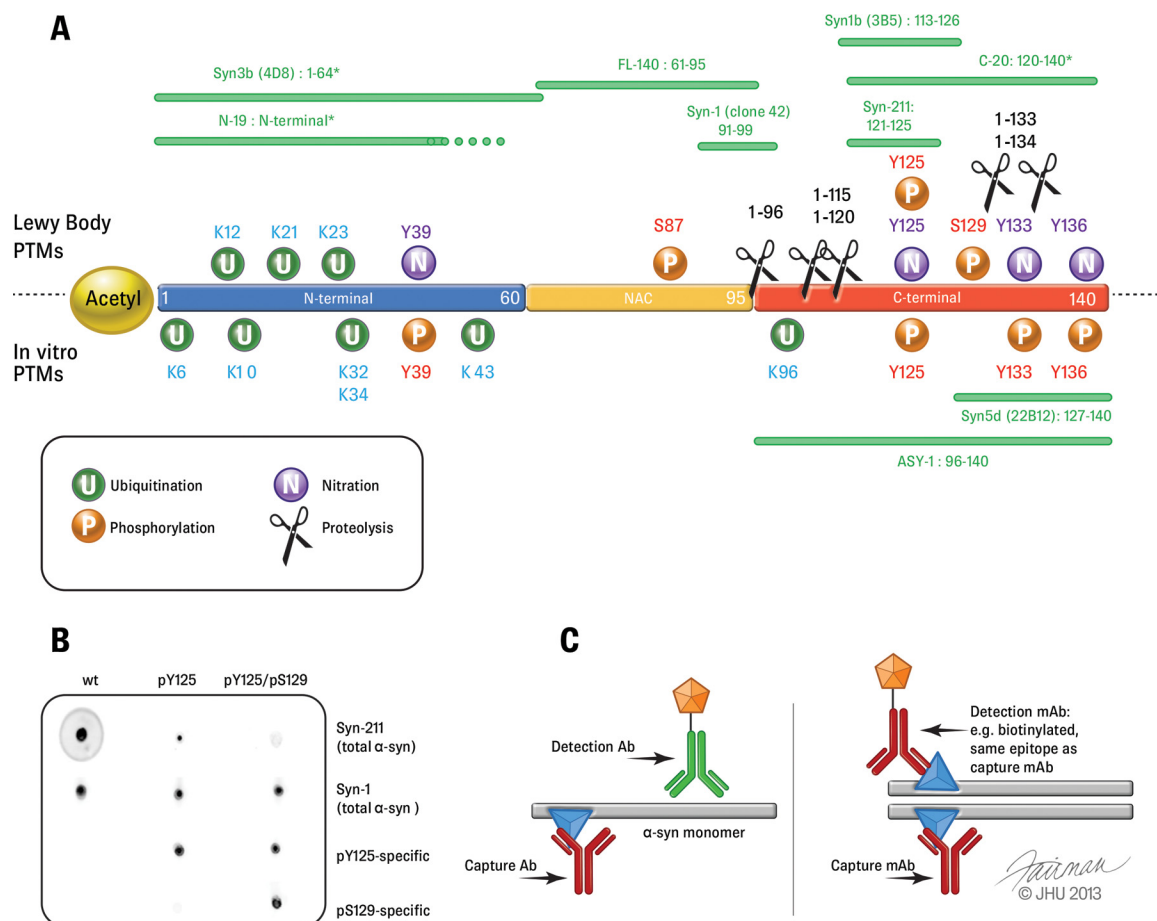 A
Syn1b (3B5) : 113-126
Syn3b (4D8) : 1-64*
FL-140 : 61-95
C-20: 120-140*
N-19 : N-terminal*
Syn-1 (clone 42)
91-99
Syn-211:
121-125
1-133
1-134
Lewy Body
PTMs
K12
K21
K23
Y39
S87
1-96
1-115
1-120
Y125
Y125
S129
Y133
Y136
U
U
U
N
P
P
N
P
N
N
Acetyl
1
N-terminal
60
NAC
95
C-terminal
140
In vitro
PTMs
U
U
U
P
U
U
P
P
P
K6
K10
K32
K34
Y39
K 43
K96
Y125
Y133
Y136
Syn5d (22B12): 127-140
ASY-1 : 96-140
U Ubiquitination
N Nitration
P Phosphorylation
Proteolysis
B
wt
pY125
pY125/pS129
Syn-211
(total α-syn)
Syn-1
(total α-syn )
pY125-specific
pS129-specific
C
Detection Ab
α-syn monomer
Capture Ab
Detection mAb:
e.g. biotinylated,
same epitope as
capture mAb
Capture mAb
Fairman
© JHU 2013